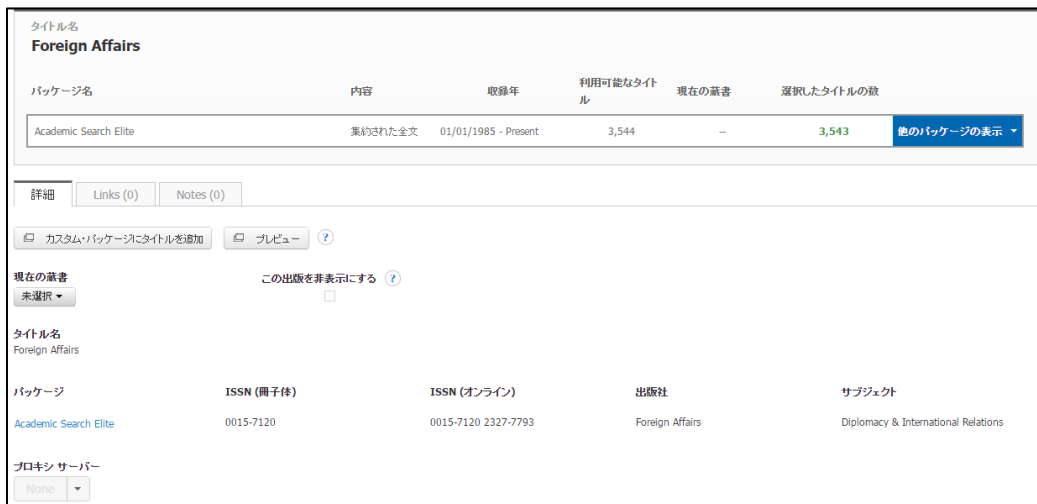 タイトル名
Foreign Affairs
パッケージ名 内容 収録年 利用可能なタイトル 現在の蔵書 選択したタイトルの数
Academic Search Elite 集約された全文 01/01/1985 - Present 3,544 -- 3,543 他のパッケージの表示
詳細 Links (0) Notes (0)
カスタム・パッケージにタイトルを追加 プレビュー ?
現在の蔵書 この出版を非表示にする ?
未選択
タイトル名
Foreign Affairs
パッケージ ISSN (冊子体) ISSN (オンライン) 出版社 サブジェクト
Academic Search Elite 0015-7120 0015-7120 2327-7793 Foreign Affairs Diplomacy & International Relations
プロキシ サーバー
None